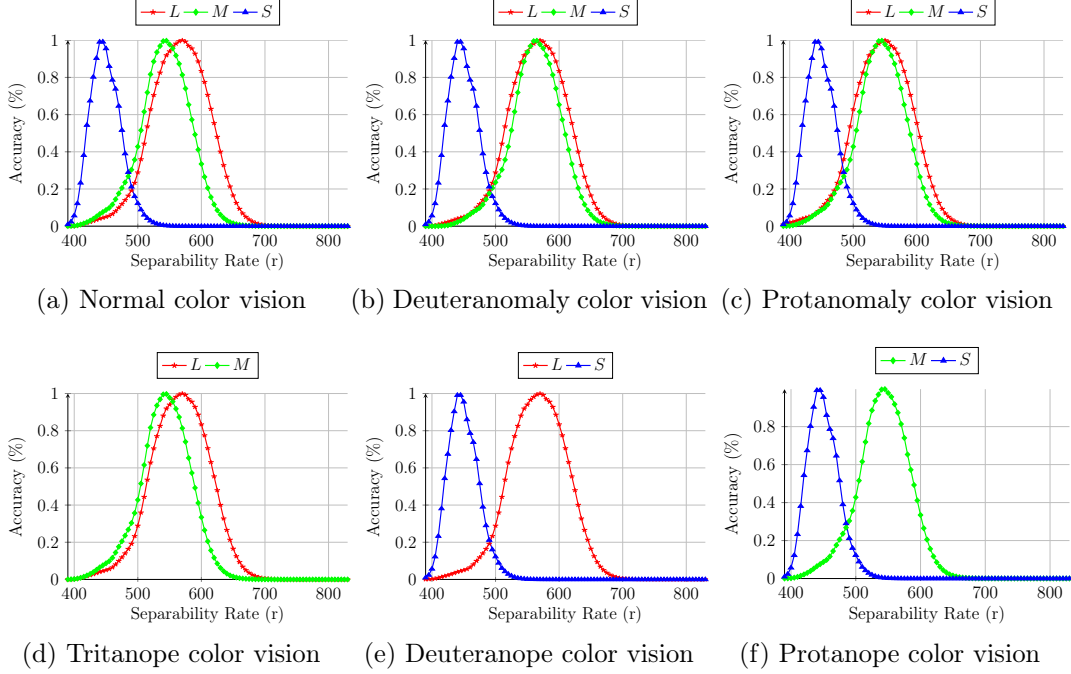 L M S
L M S
L M S
1
0.8
0.6
0.4
0.2
0
400 500 600 700 800
Accuracy (%)
Separability Rate (r)
(a) Normal color vision
1
0.8
0.6
0.4
0.2
0
400 500 600 700 800
Accuracy (%)
Separability Rate (r)
(b) Deuteranomaly color vision
1
0.8
0.6
0.4
0.2
0
400 500 600 700 800
Accuracy (%)
Separability Rate (r)
(c) Protanomaly color vision
L M
1
0.8
0.6
0.4
0.2
0
400 500 600 700 800
Accuracy (%)
Separability Rate (r)
(d) Tritanope color vision
L S
1
0.8
0.6
0.4
0.2
0
400 500 600 700 800
Accuracy (%)
Separability Rate (r)
(e) Deuteranope color vision
M S
1
0.8
0.6
0.4
0.2
0
400 500 600 700 800
Accuracy (%)
Separability Rate (r)
(f) Protanope color vision